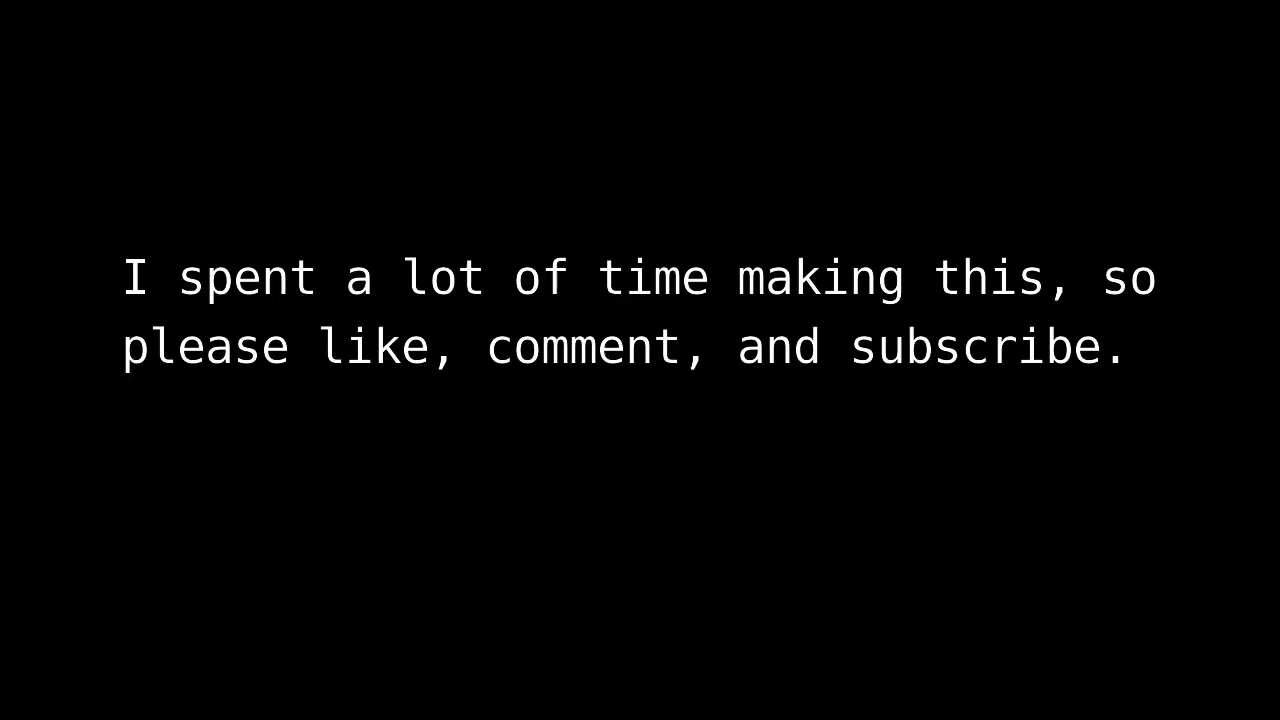 I spent a lot of time making this, so
please like, comment, and subscribe.